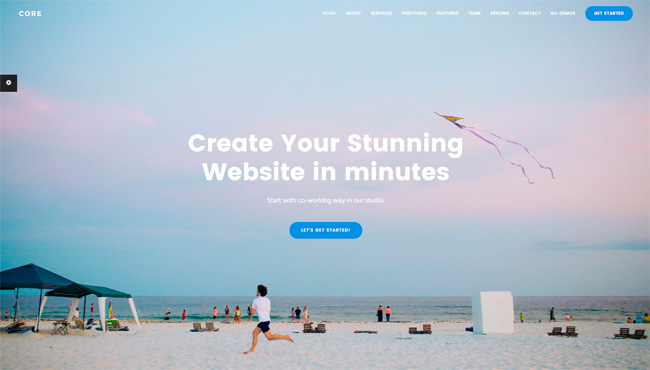 CORE
HOME ABOUT SERVICES PORTFOLIO FEATURES TEAM PRICING CONTACT ALL DEMOS GET STARTED
Create Your Stunning
Website in minutes
Start with co-working way in our studio.
LET'S GET STARTED!